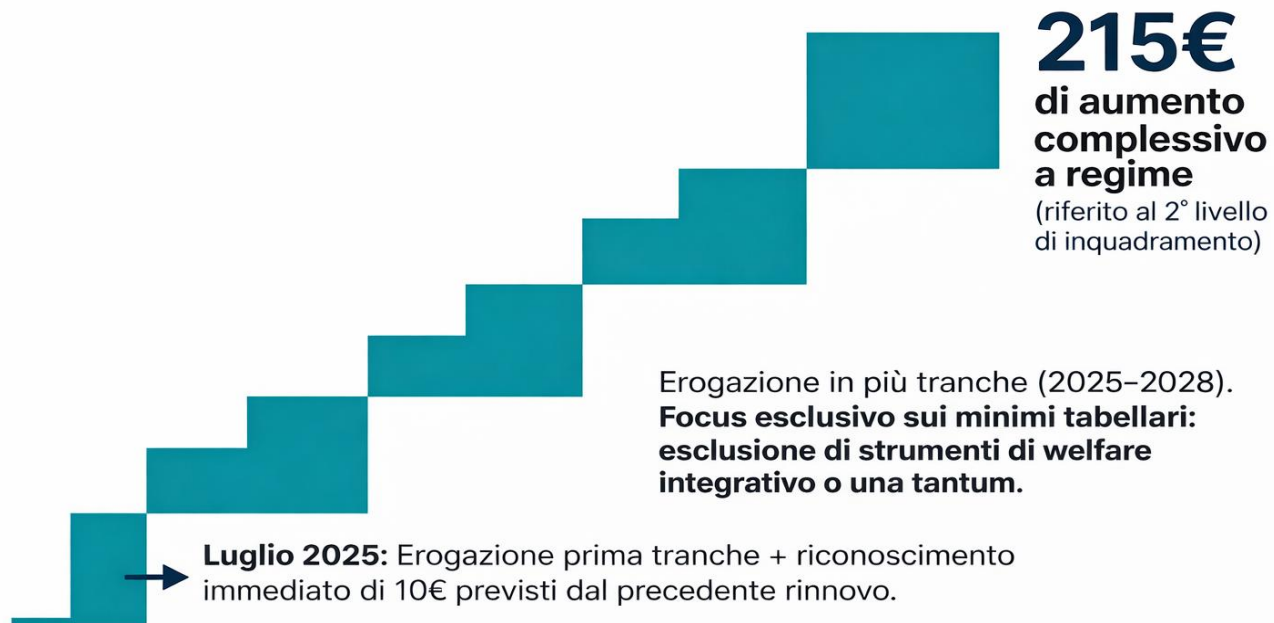 215€
di aumento
complessivo
a regime
(riferito al 2° livello
di inquadramento)
Erogazione in più tranche (2025–2028).
Focus esclusivo sui minimi tabellari:
esclusione di strumenti di welfare
integrativo o una tantum.
Luglio 2025: Erogazione prima tranche + riconoscimento
immediato di 10€ previsti dal precedente rinnovo.